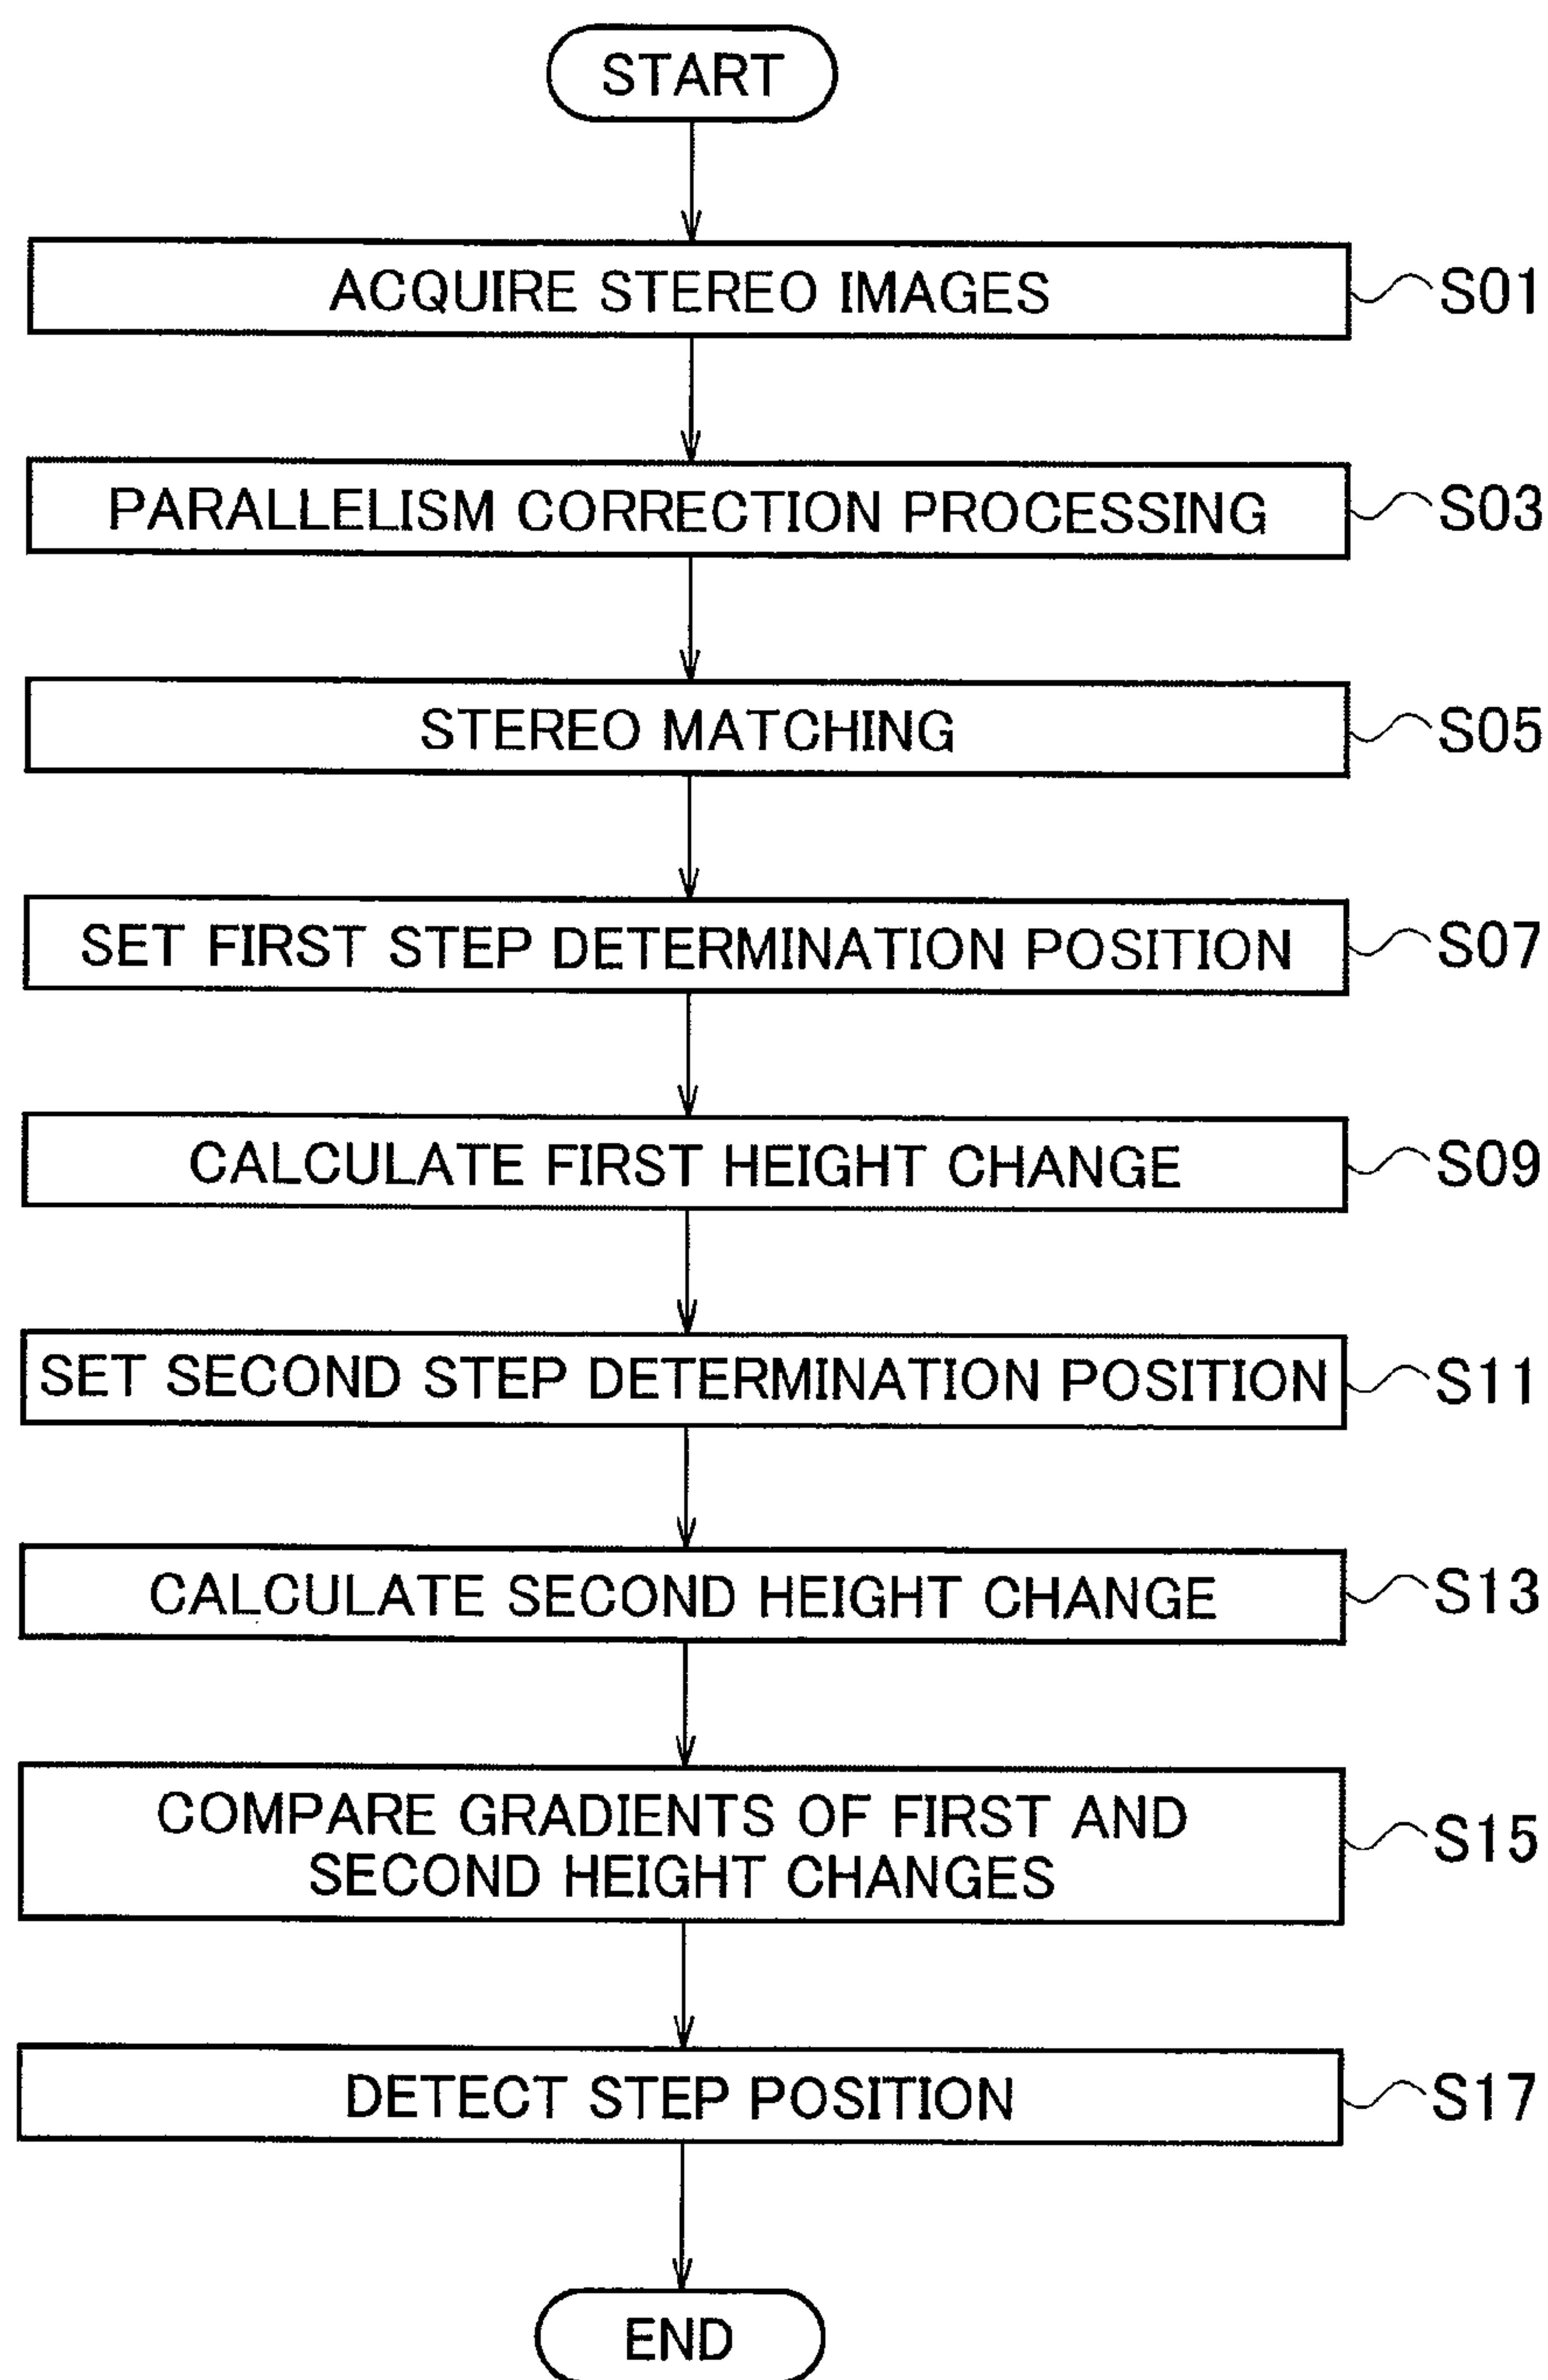 START
ACQUIRE STEREO IMAGES
S01
PARALLELISM CORRECTION PROCESSING
S03
STEREO MATCHING
S05
SET FIRST STEP DETERMINATION POSITION
S07
CALCULATE FIRST HEIGHT CHANGE
S09
SET SECOND STEP DETERMINATION POSITION
S11
CALCULATE SECOND HEIGHT CHANGE
S13
COMPARE GRADIENTS OF FIRST AND
SECOND HEIGHT CHANGES
S15
DETECT STEP POSITION
S17
END